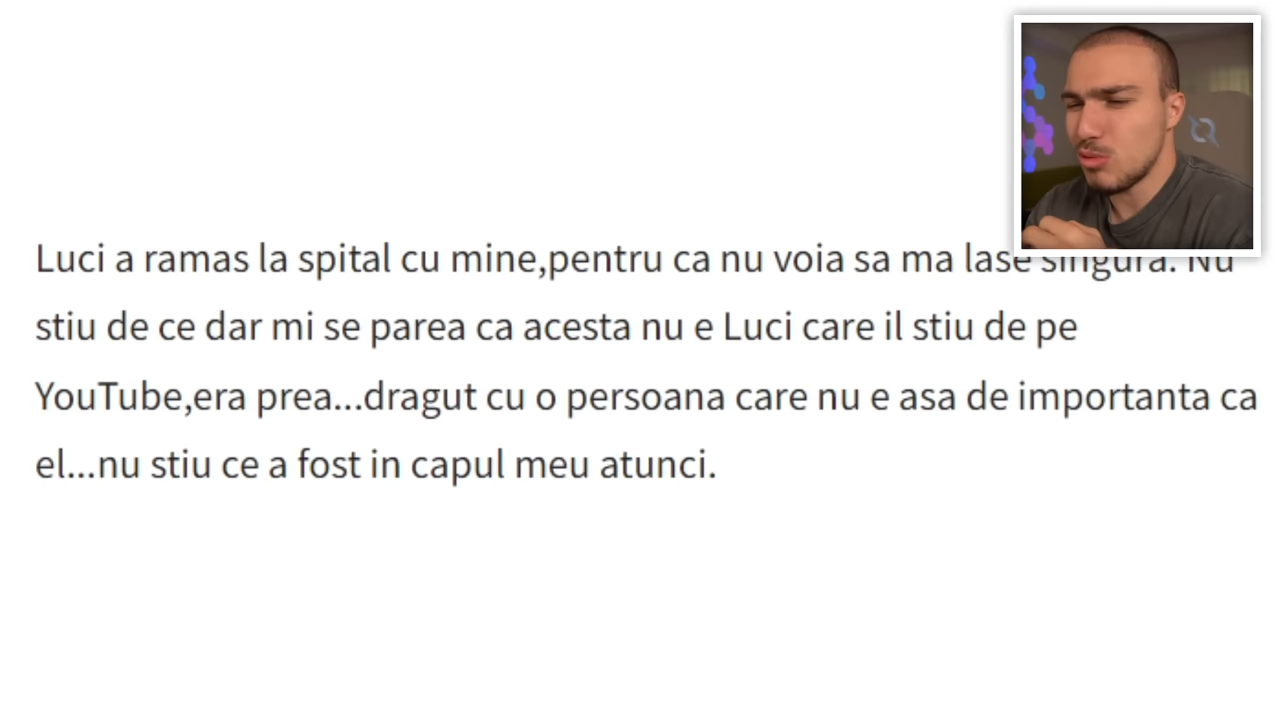 Luci a ramas la spital cu mine,pentru ca nu voia sa ma lase singura. Nu
stiu de ce dar mi se parea ca acesta nu e Luci care il stiu de pe
YouTube,era prea...dragut cu o persoana care nu e asa de importanta ca
el...nu stiu ce a fost in capul meu atunci.